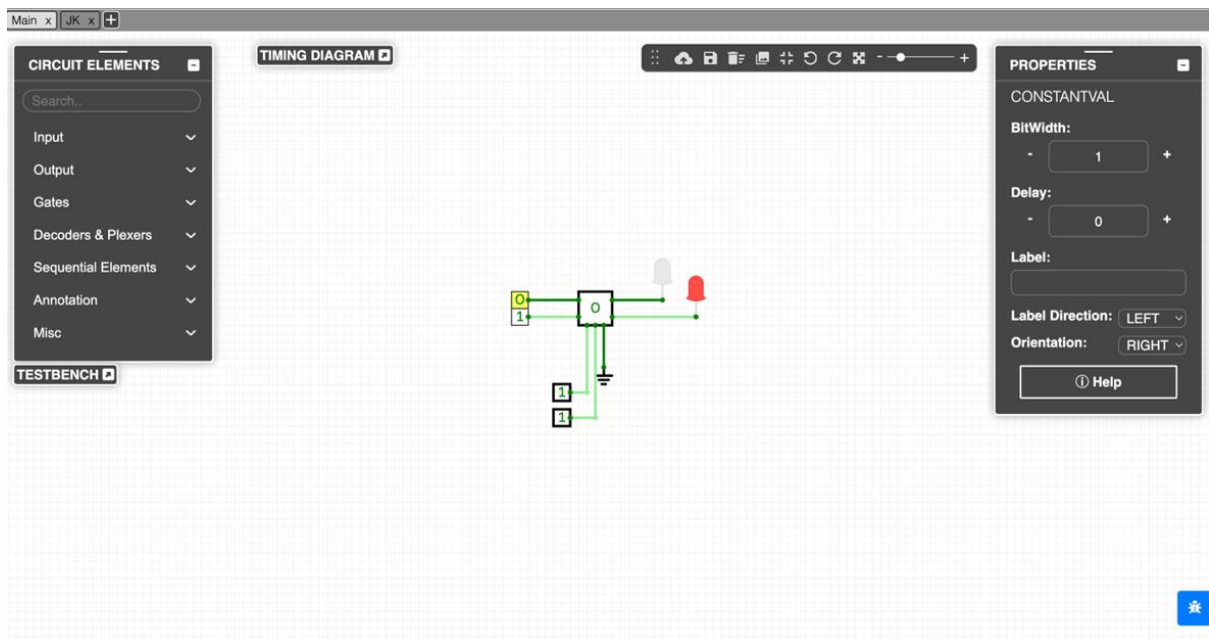 Main x JK x +
CIRCUIT ELEMENTS -
Search..
Input
Output
Gates
Decoders & Plexers
Sequential Elements
Annotation
Misc
TESTBENCH
TIMING DIAGRAM
- +
0
1
0
1
1
PROPERTIES -
CONSTANTVAL
BitWidth:
- 1 +
Delay:
- 0 +
Label:
Label Direction: LEFT
Orientation: RIGHT
Help